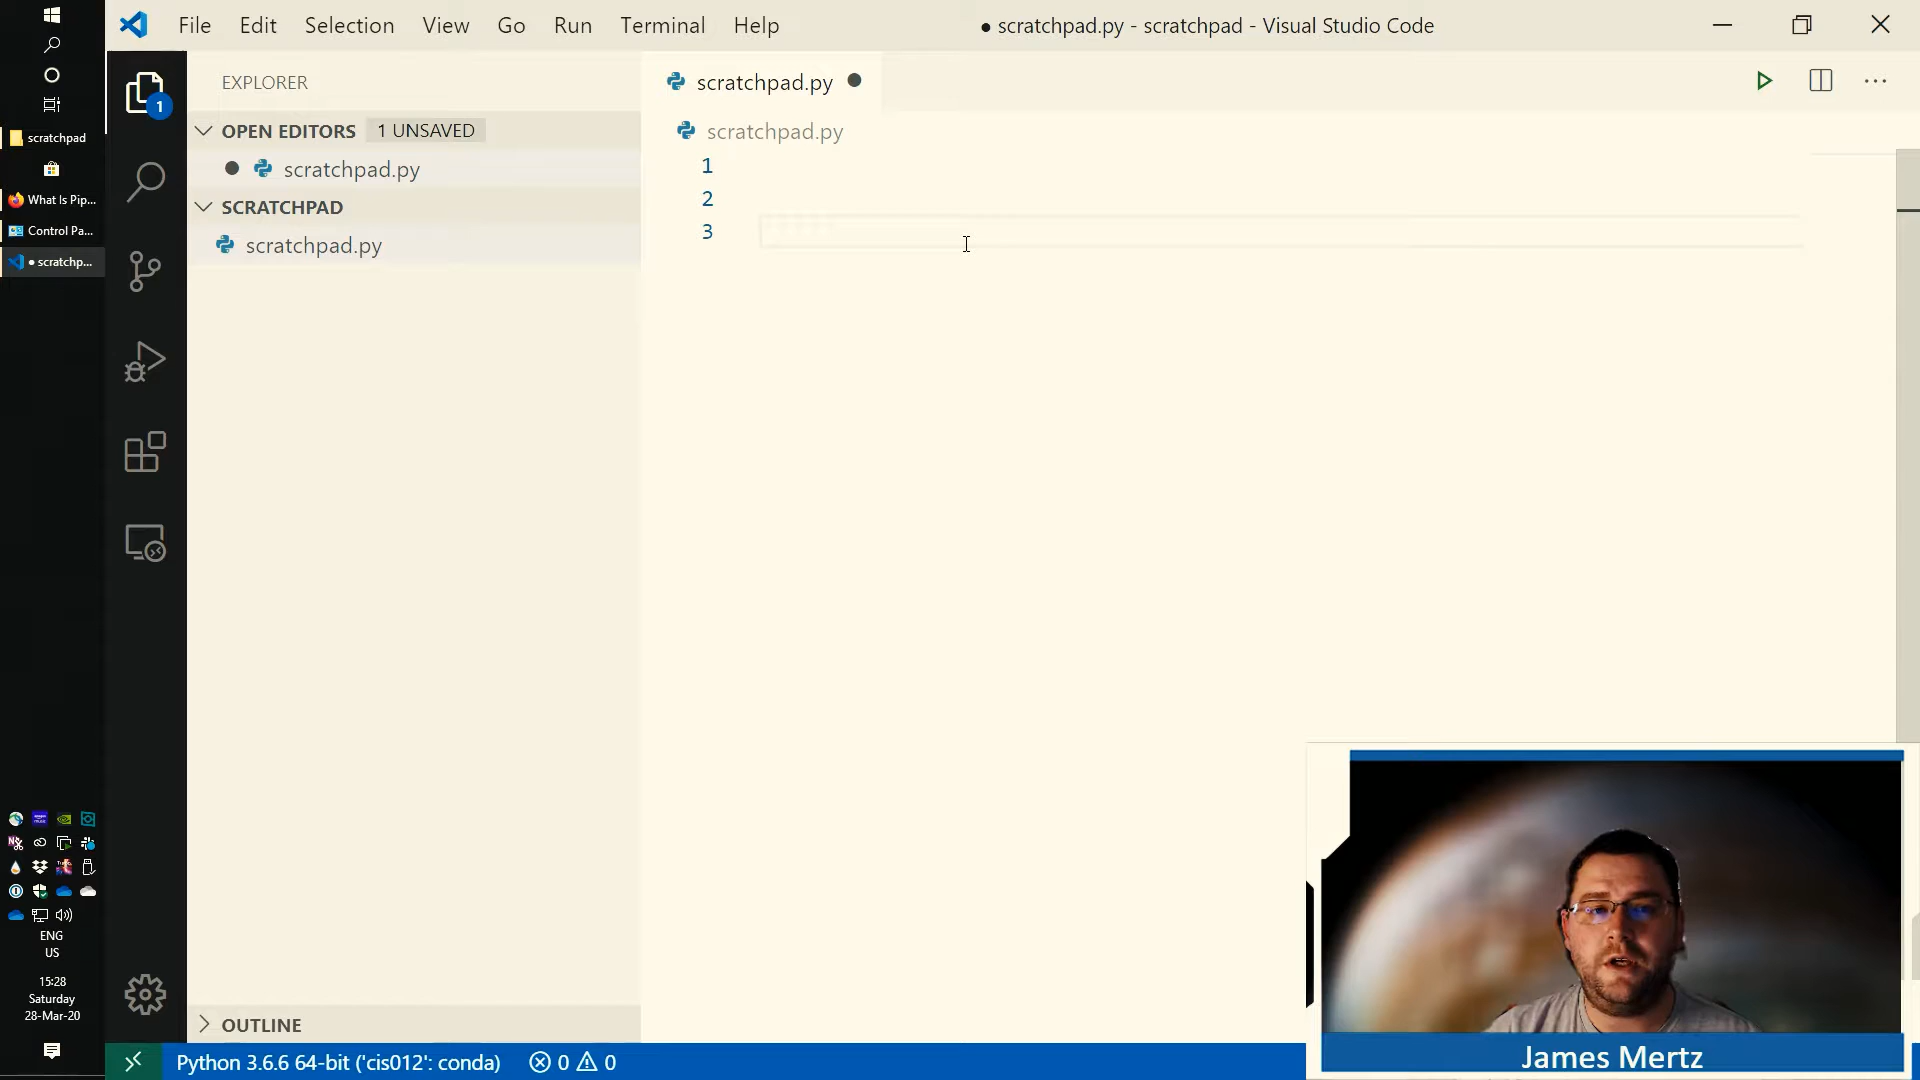 File Edit Selection View Go Run Terminal Help
● scratchpad.py - scratchpad - Visual Studio Code
scratchpad
What Is Pip...
Control Pa...
● scratchp...
ENG
US
15:28
Saturday
28-Mar-20
1
EXPLORER
OPEN EDITORS 1 UNSAVED
scratchpad.py
SCRATCHPAD
scratchpad.py
OUTLINE
scratchpad.py
scratchpad.py
1
2
3
Python 3.6.6 64-bit ('cis012': conda) 0 0
James Mertz